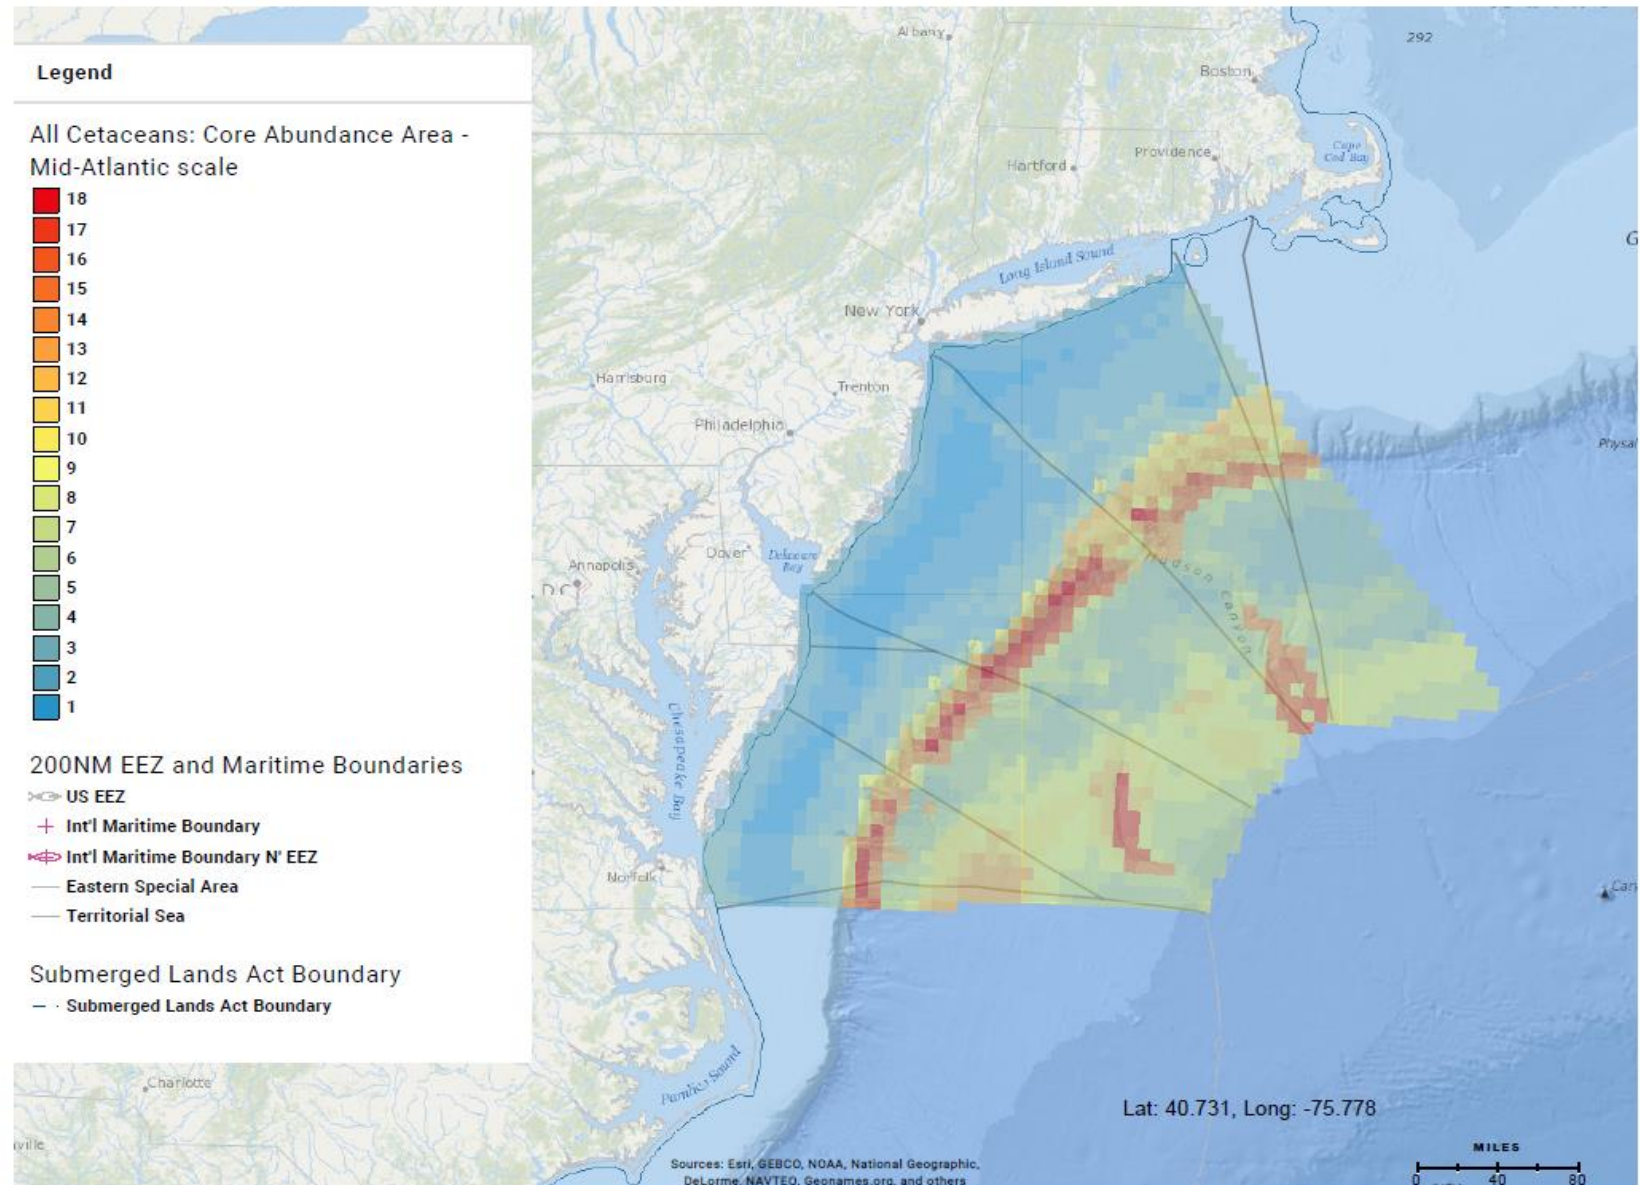 Legend
All Cetaceans: Core Abundance Area -
Mid-Atlantic scale
18
17
16
15
14
13
12
11
10
9
8
7
6
5
4
3
2
1
200NM EEZ and Maritime Boundaries
US EEZ
Int'l Maritime Boundary
Int'l Maritime Boundary N' EEZ
Eastern Special Area
Territorial Sea
Submerged Lands Act Boundary
Submerged Lands Act Boundary
Albany
292
Boston
Cape
Cod Bay
Providence
Hartford
Long Island Sound
New York
Harrisburg
Trenton
Philadelphia
Dover
Delaware
Bay
Annapolis
Hudson
Canyon
Chesapeake Bay
Norfolk
Charlotte
Pamlico Sound
Lat: 40.731, Long: -75.778
MILES
0 40 80
Sources: Esri, GEBCO, NOAA, National Geographic,
DeLorme, NAVTEQ, Geonames.org, and others